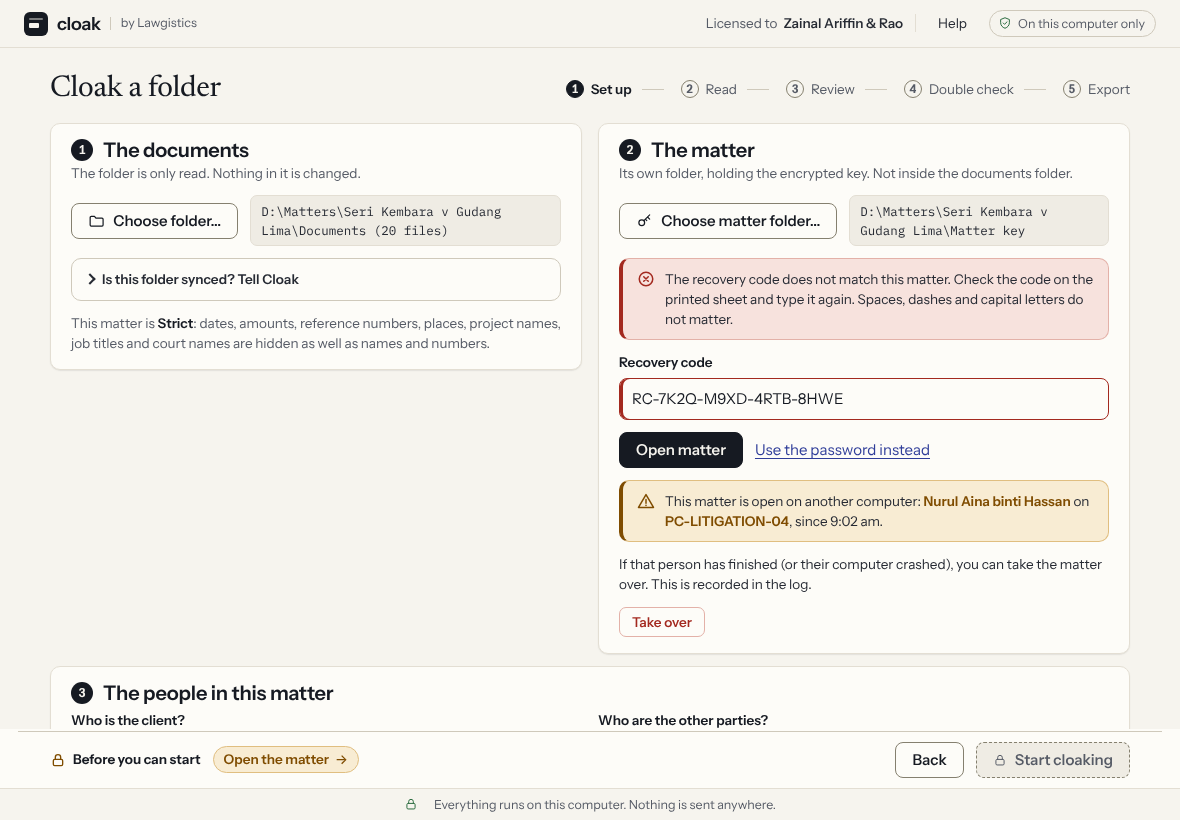 cloak
by Lawgistics
Licensed to Zainal Ariffin & Rao
Help
On this computer only
Cloak a folder
1 Set up
2 Read
3 Review
4 Double check
5 Export
1 The documents
The folder is only read. Nothing in it is changed.
Choose folder...
D:\Matters\Seri Kembara v Gudang
Lima\Documents (20 files)
Is this folder synced? Tell Cloak
This matter is Strict: dates, amounts, reference numbers, places, project names,
job titles and court names are hidden as well as names and numbers.
2 The matter
Its own folder, holding the encrypted key. Not inside the documents folder.
Choose matter folder...
D:\Matters\Seri Kembara v
Gudang Lima\Matter key
The recovery code does not match this matter. Check the code on the
printed sheet and type it again. Spaces, dashes and capital letters do
not matter.
Recovery code
RC-7K2Q-M9XD-4RTB-8HWE
Open matter
Use the password instead
This matter is open on another computer: Nurul Aina binti Hassan on
PC-LITIGATION-04, since 9:02 am.
If that person has finished (or their computer crashed), you can take the matter
over. This is recorded in the log.
Take over
3 The people in this matter
Who is the client?
Who are the other parties?
Before you can start
Open the matter →
Back
Start cloaking
Everything runs on this computer. Nothing is sent anywhere.